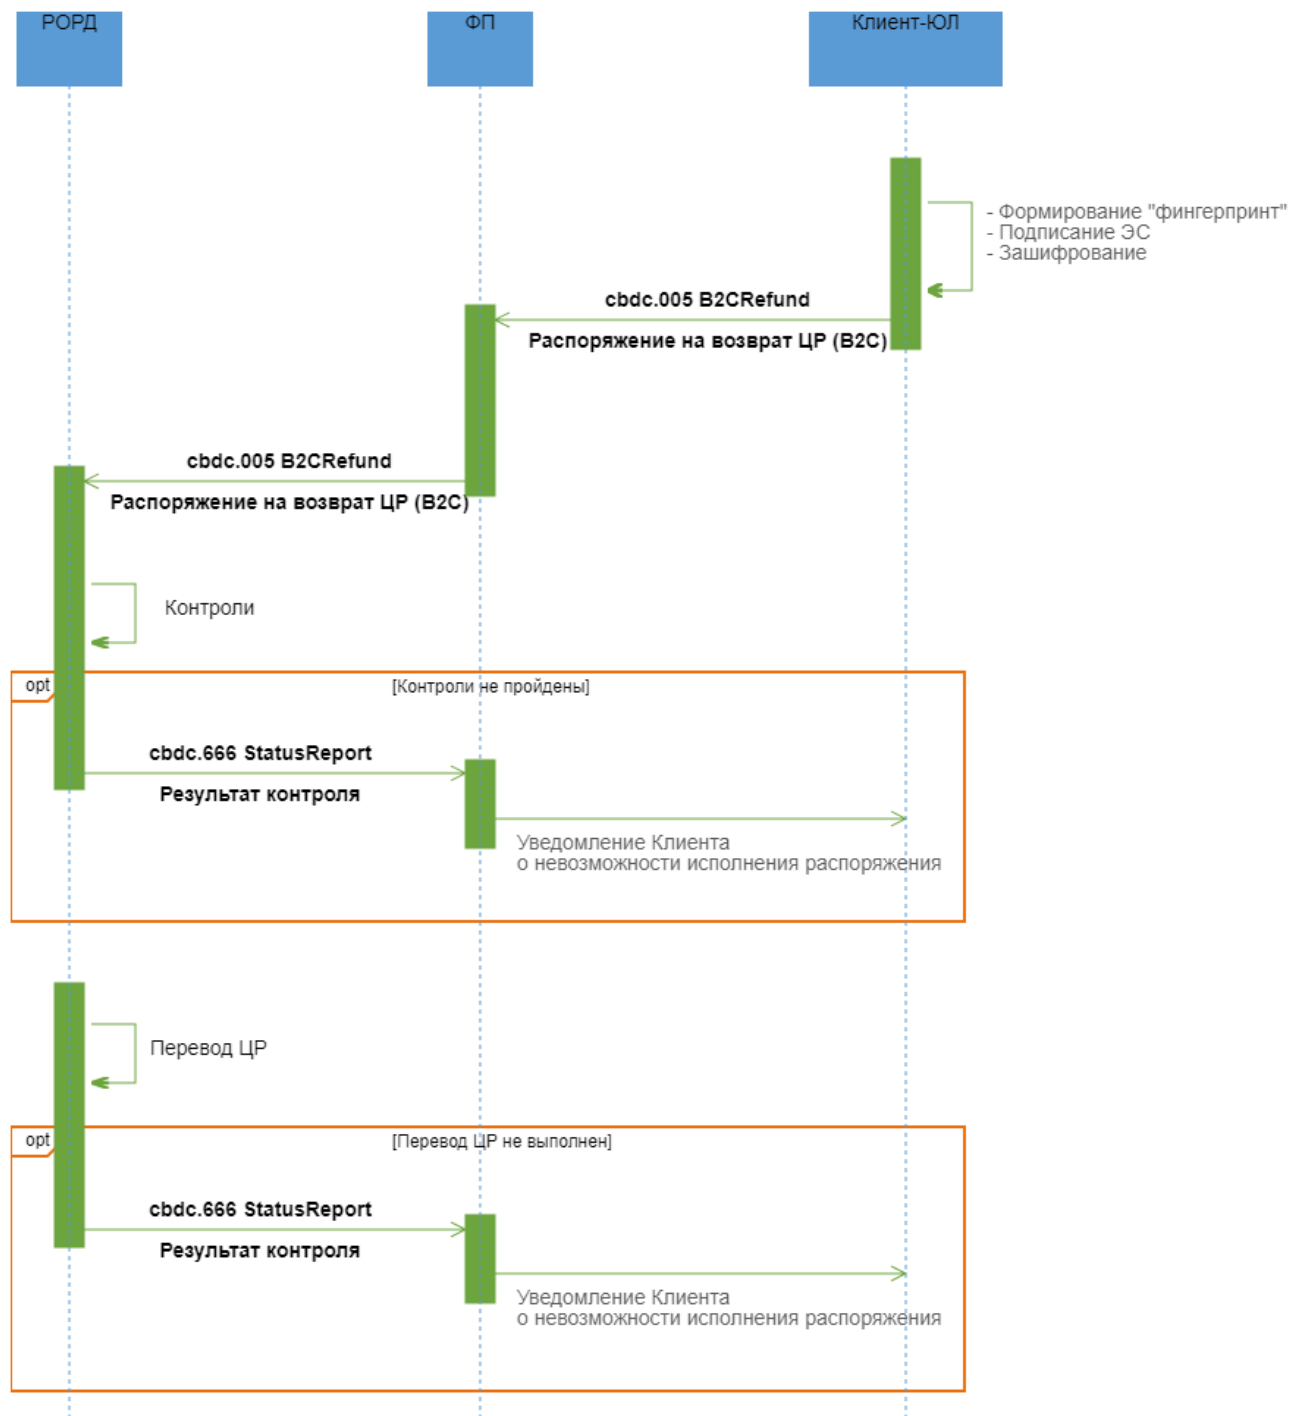 РОРД
ФП
Клиент-ЮЛ
- Формирование "фингерпринт"
- Подписание ЭС
- Зашифрование
cbdc.005 B2CRefund
Распоряжение на возврат ЦР (B2C)
cbdc.005 B2CRefund
Распоряжение на возврат ЦР (B2C)
Контроли
opt
[Контроли не пройдены]
cbdc.666 StatusReport
Результат контроля
Уведомление Клиента
о невозможности исполнения распоряжения
Перевод ЦР
opt
[Перевод ЦР не выполнен]
cbdc.666 StatusReport
Результат контроля
Уведомление Клиента
о невозможности исполнения распоряжения